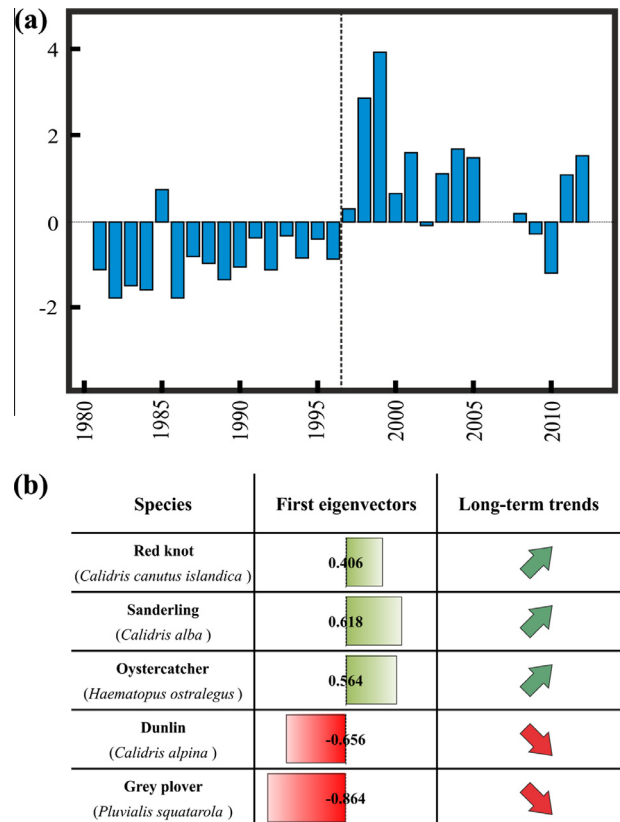 (a)
4
2
0
-2
1980
1985
1990
1995
2000
2005
2010
(b)
Species First eigenvectors Long-term trends
Red knot
(Calidris canutus islandica)
0.406
Sanderling
(Calidris alba )
0.618
Oystercatcher
(Haematopus ostralegus)
0.564
Dunlin
(Calidris alpina)
-0.656
Grey plover
(Pluvialis squatarola )
-0.864